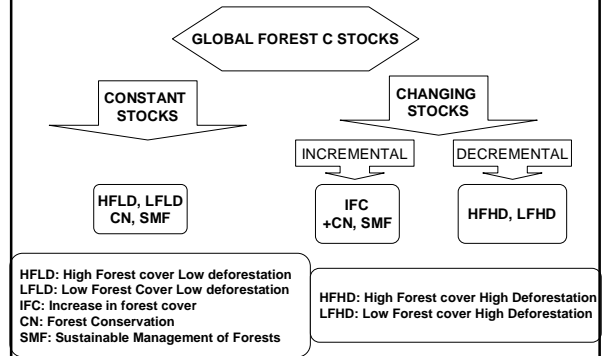 GLOBAL FOREST C STOCKS
CONSTANT
STOCKS
CHANGING
STOCKS
INCREMENTAL
DECREMENTAL
HFLD, LFLD
CN, SMF
IFC
+CN, SMF
HFHD, LFHD
HFLD: High Forest cover Low deforestation
LFLD: Low Forest Cover Low deforestation
IFC: Increase in forest cover
CN: Forest Conservation
SMF: Sustainable Management of Forests
HFHD: High Forest cover High Deforestation
LFHD: Low Forest cover High Deforestation